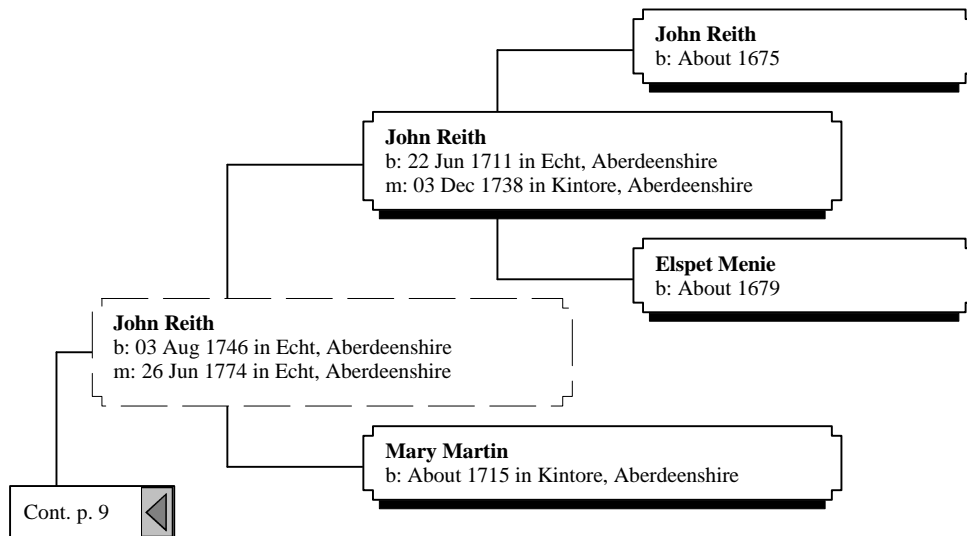 John Reith
b: About 1675
John Reith
b: 22 Jun 1711 in Echt, Aberdeenshire
m: 03 Dec 1738 in Kintore, Aberdeenshire
Elspet Menie
b: About 1679
John Reith
b: 03 Aug 1746 in Echt, Aberdeenshire
m: 26 Jun 1774 in Echt, Aberdeenshire
Mary Martin
b: About 1715 in Kintore, Aberdeenshire
Cont. p. 9